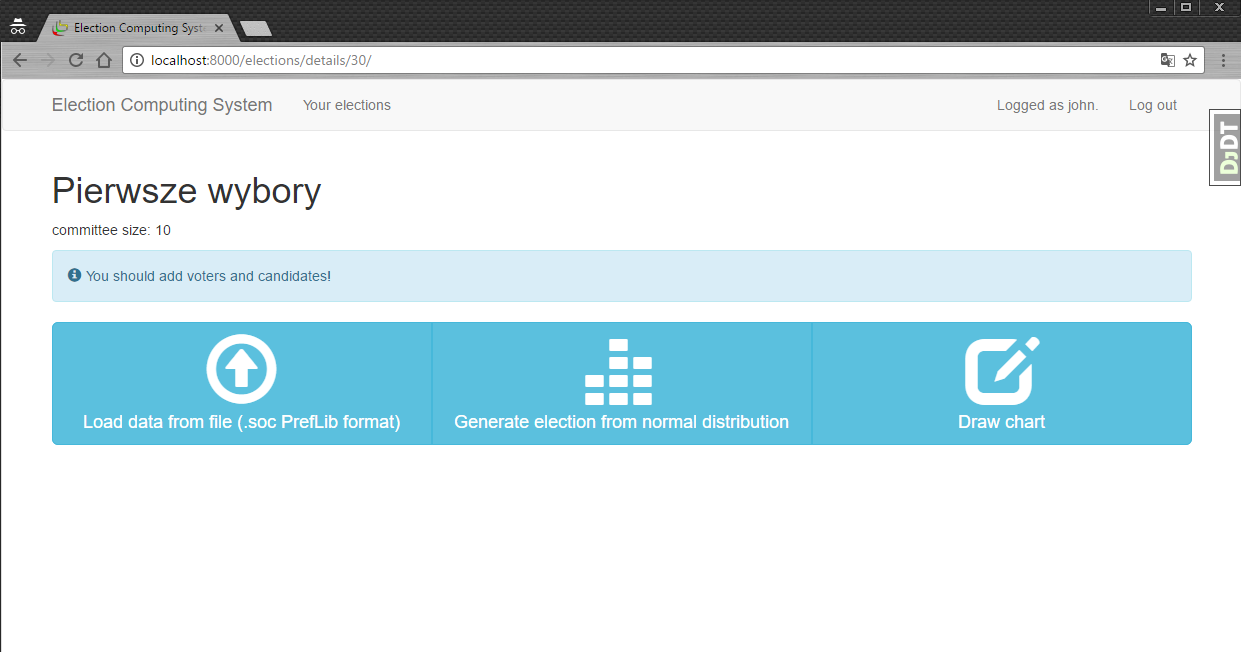 Election Computing Syst
localhost:8000/elections/details/30/
Election Computing System Your elections Logged as john. Log out
DJDT
Pierwsze wybory
committee size: 10
You should add voters and candidates!
Load data from file (.soc PrefLib format) Generate election from normal distribution Draw chart